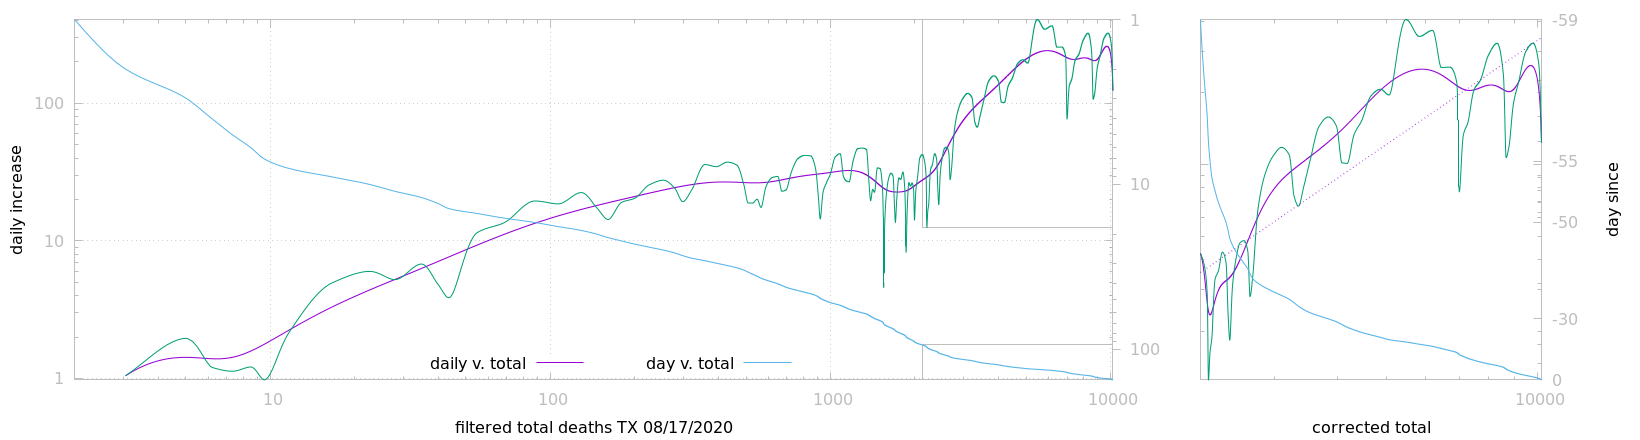 daily increase
100
10
1
10
100
1000
10000
1
10
100
daily v. total
day v. total
filtered total deaths TX 08/17/2020
-59
-55
-50
-30
0
day since
10000
corrected total